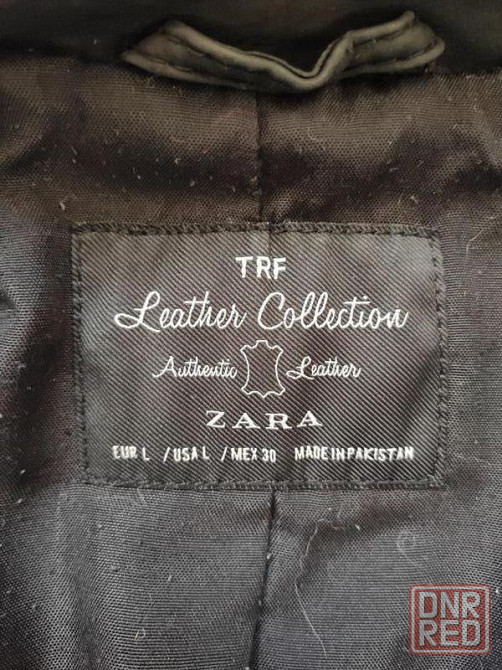 TRF
Leather Collection
Authentic Leather
ZARA
EUR L / USA L / MEX 30 MADE IN PAKISTAN
DNR
RED